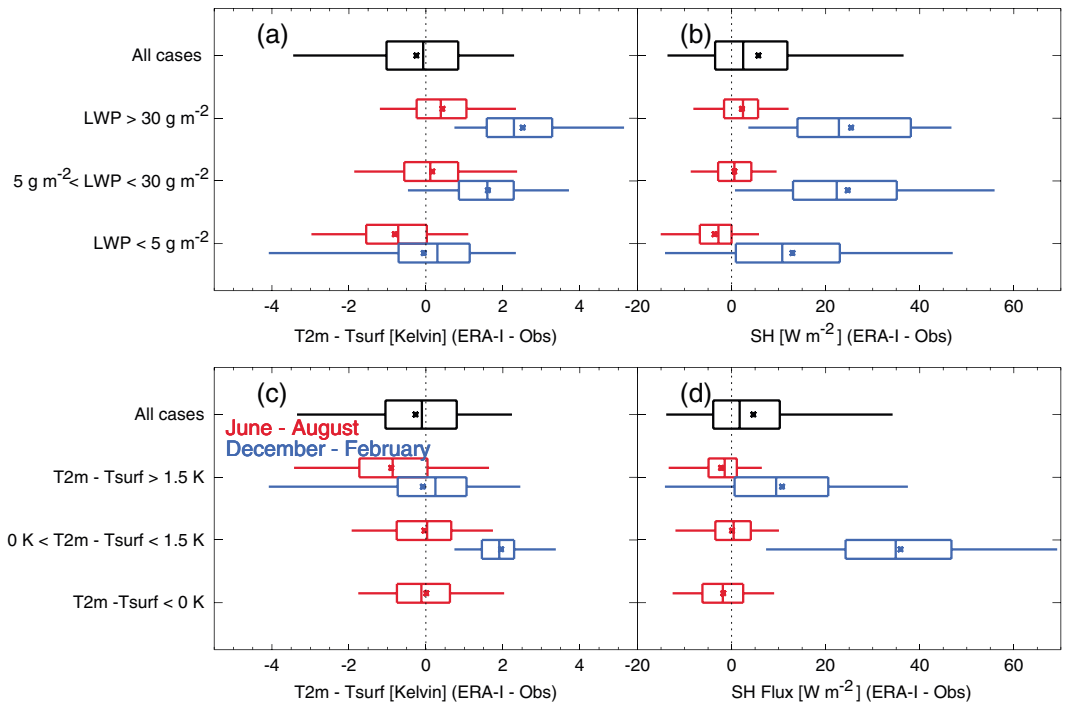 (a)
(b)
All cases
LWP > 30 g m⁻²
5 g m⁻² < LWP < 30 g m⁻²
LWP < 5 g m⁻²
-4 -2 0 2 -20 0 20 40 60
T2m - Tsurf [Kelvin] (ERA-I - Obs)
SH [W m⁻²] (ERA-I - Obs)
(c)
(d)
All cases
June - August
December - February
T2m - Tsurf > 1.5 K
0 K < T2m - Tsurf < 1.5 K
T2m -Tsurf < 0 K
-4 -2 0 2 -20 0 20 40 60
T2m - Tsurf [Kelvin] (ERA-I - Obs)
SH Flux [W m⁻²] (ERA-I - Obs)